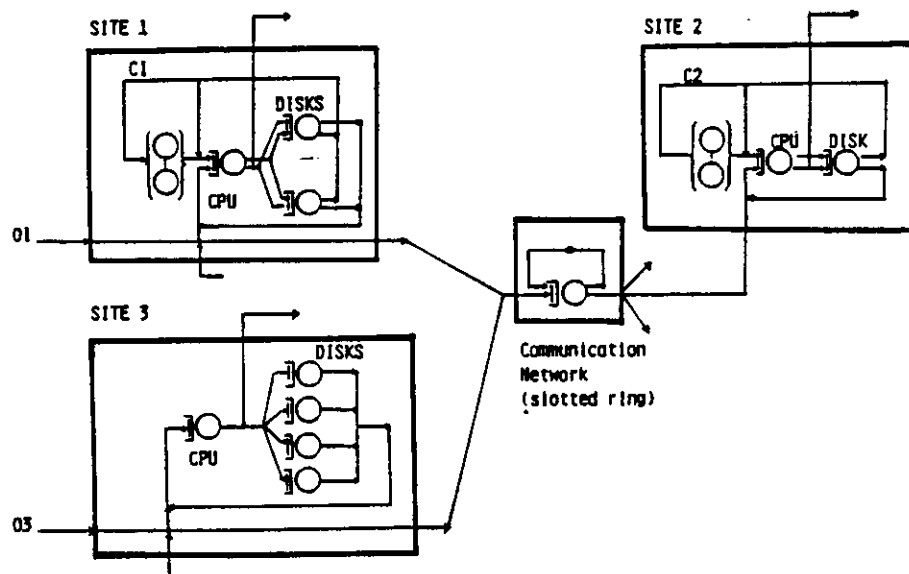 SITE 1
C1
DISKS
CPU
O1
SITE 2
C2
CPU
DISK
SITE 3
DISKS
CPU
O3
Communication
Network
(slotted ring)